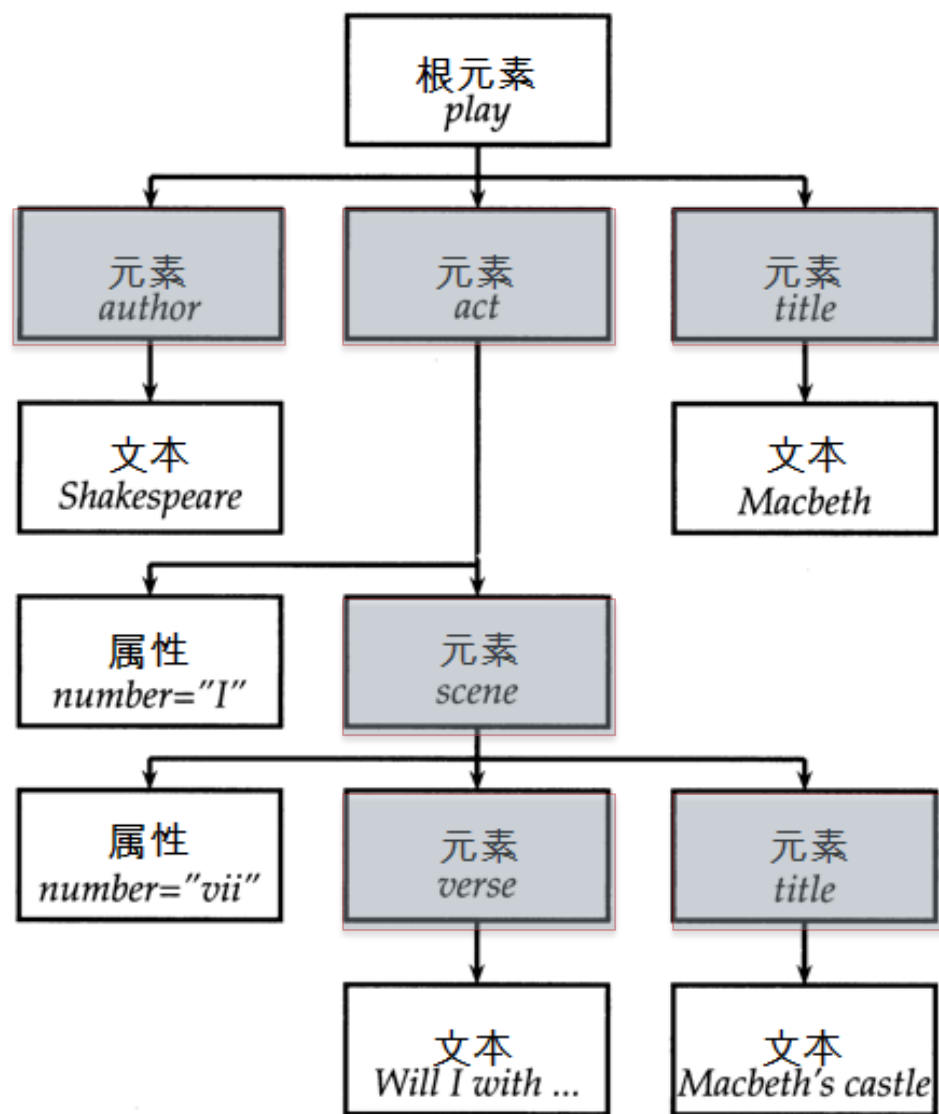 根元素
play
元素
author
元素
act
元素
title
文本
Shakespeare
文本
Macbeth
属性
number="I"
元素
scene
属性
number="vii"
元素
verse
元素
title
文本
Will I with ...
文本
Macbeth's castle